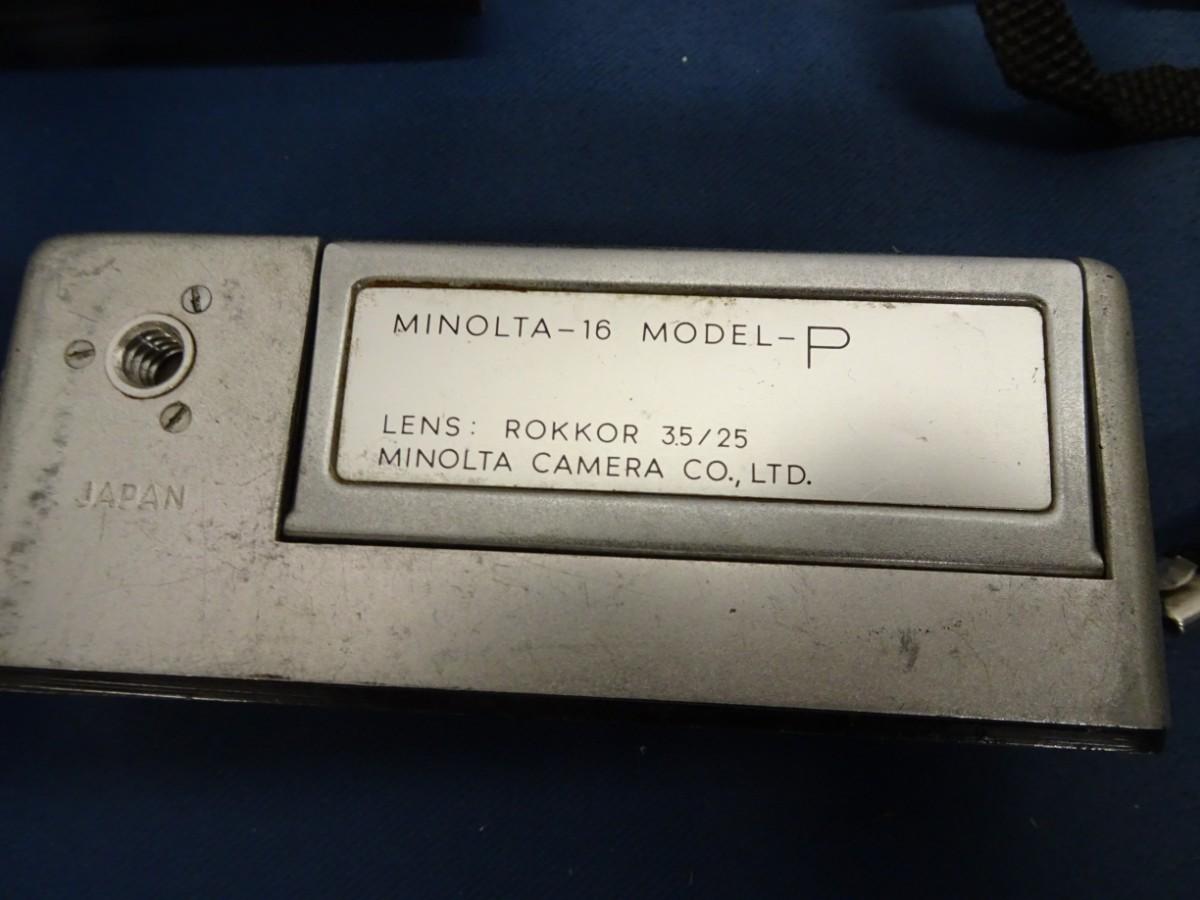 MINOLTA-16 MODEL-P
LENS: ROKKOR 3.5/25
MINOLTA CAMERA CO., LTD.
JAPAN